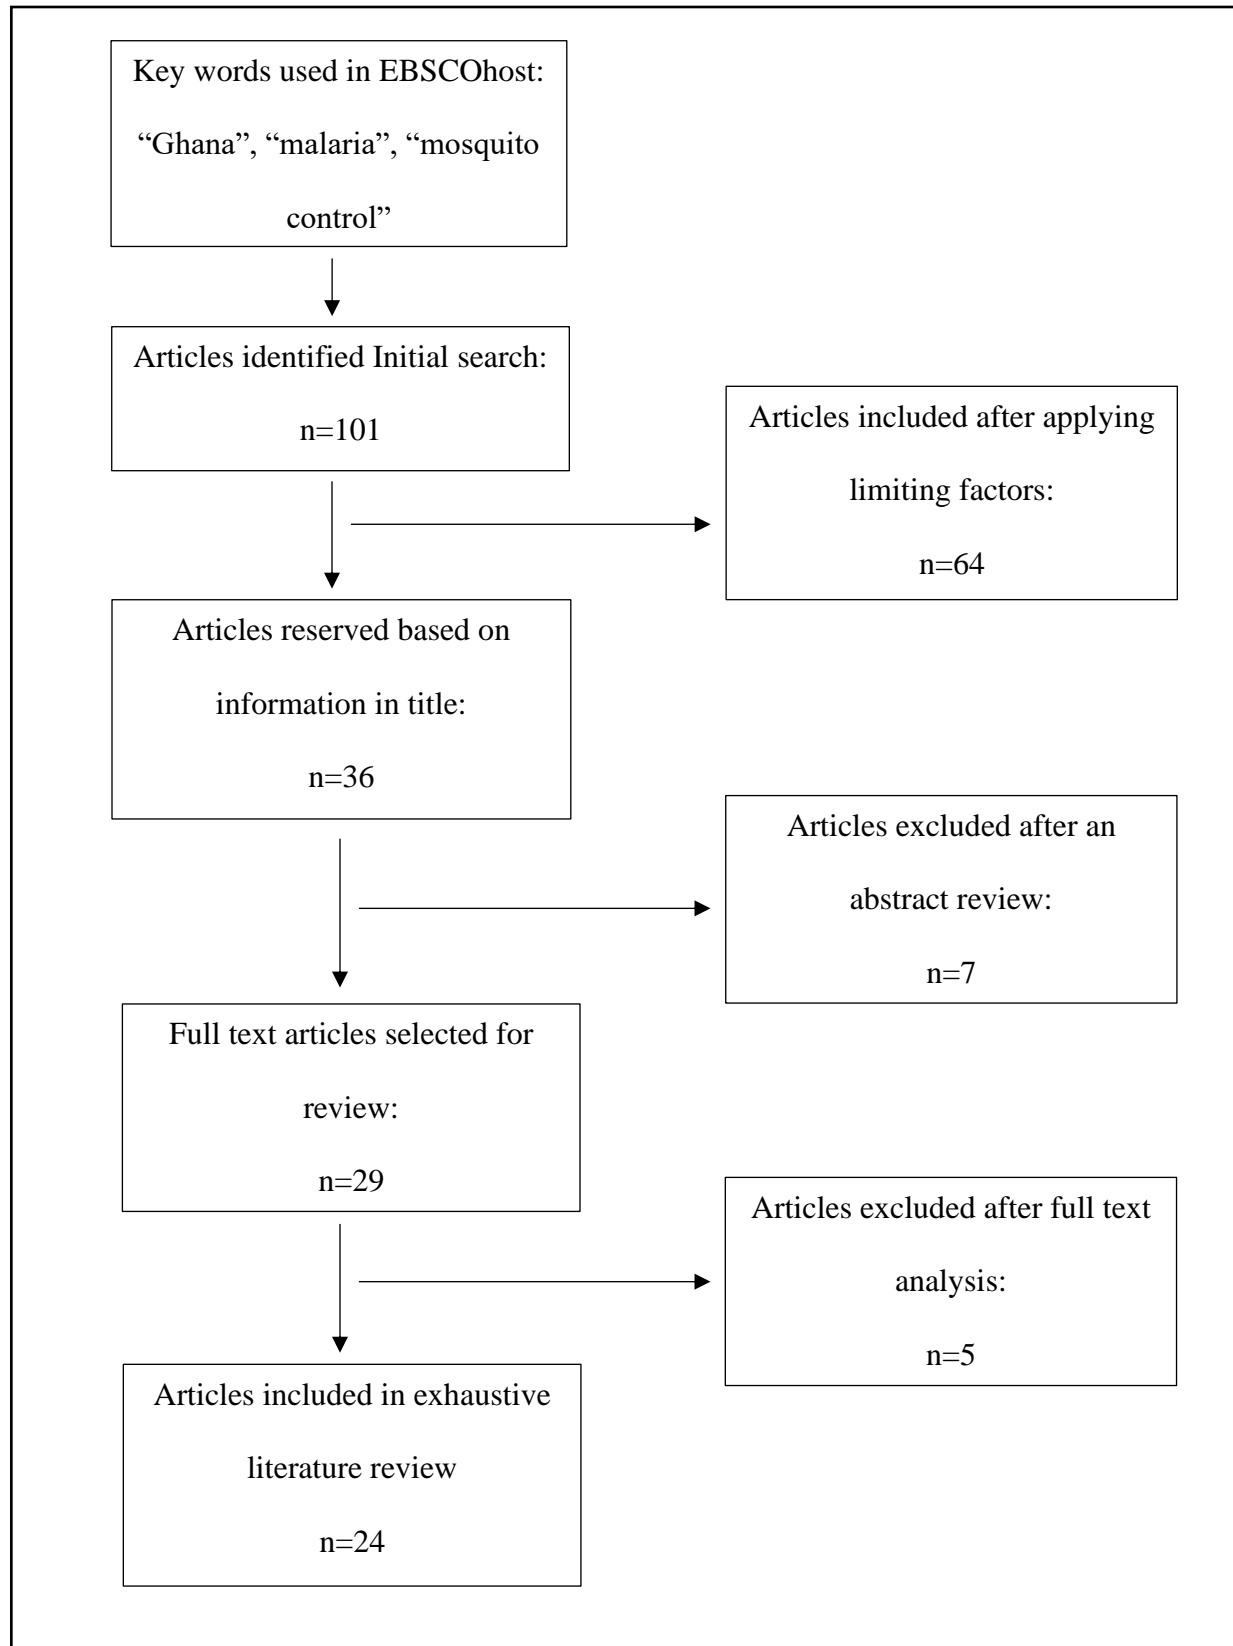 Key words used in EBSCOhost:
“Ghana”, “malaria”, “mosquito
control”
Articles identified Initial search:
n=101
Articles included after applying
limiting factors:
n=64
Articles reserved based on
information in title:
n=36
Articles excluded after an
abstract review:
n=7
Full text articles selected for
review:
n=29
Articles excluded after full text
analysis:
n=5
Articles included in exhaustive
literature review
n=24